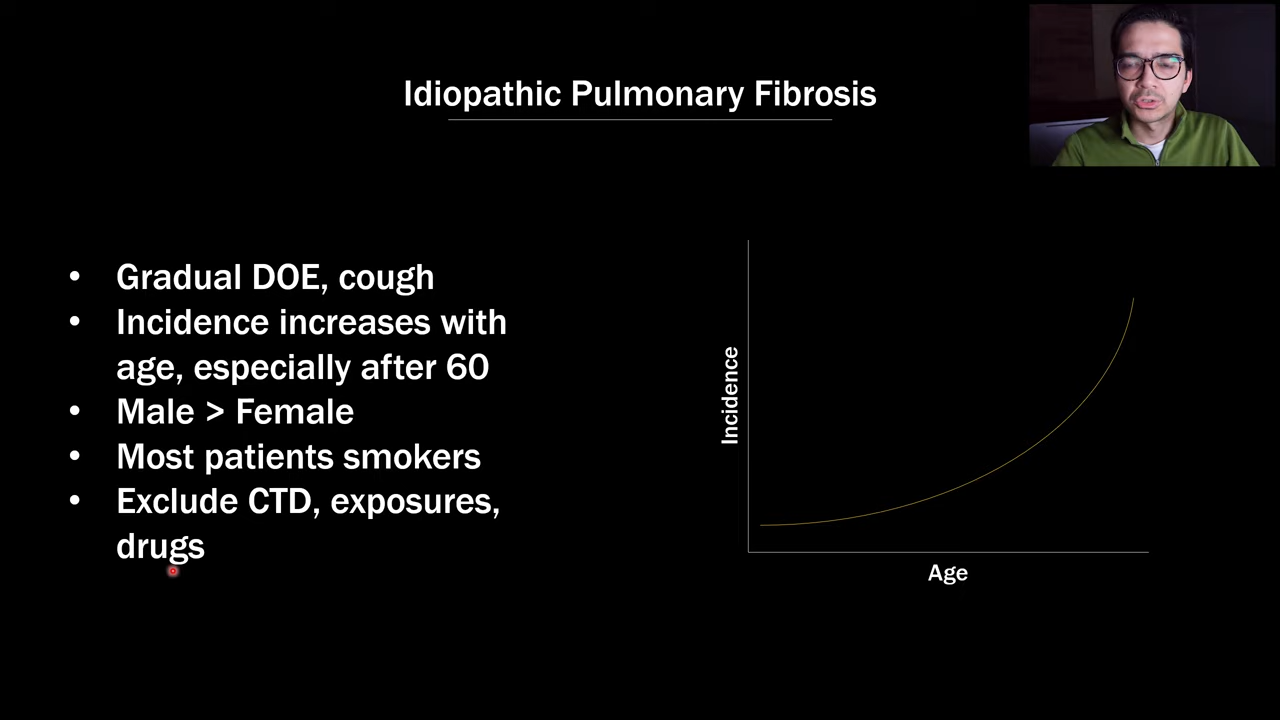 Idiopathic Pulmonary Fibrosis
• Gradual DOE, cough
• Incidence increases with
age, especially after 60
• Male > Female
• Most patients smokers
• Exclude CTD, exposures,
drugs
Incidence
Age